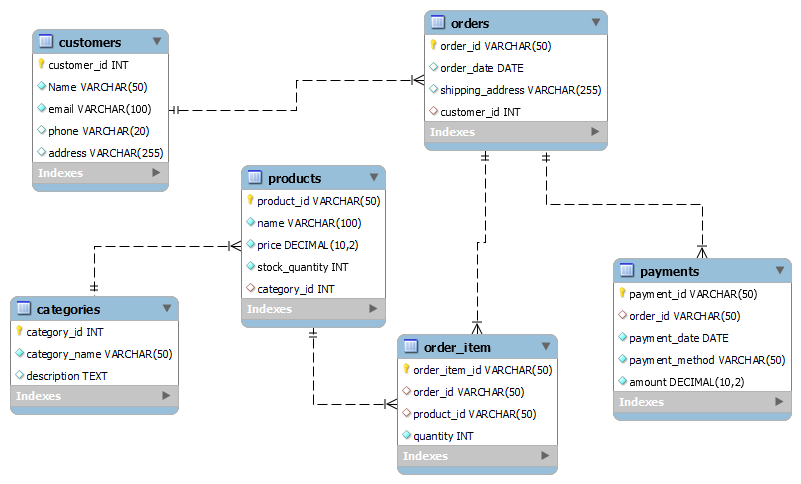 customers
customer_id INT
Name VARCHAR(50)
email VARCHAR(100)
phone VARCHAR(20)
address VARCHAR(255)
Indexes
orders
order_id VARCHAR(50)
order_date DATE
shipping_address VARCHAR(255)
customer_id INT
Indexes
products
product_id VARCHAR(50)
name VARCHAR(100)
price DECIMAL(10,2)
stock_quantity INT
category_id INT
Indexes
categories
category_id INT
category_name VARCHAR(50)
description TEXT
Indexes
order_item
order_item_id VARCHAR(50)
order_id VARCHAR(50)
product_id VARCHAR(50)
quantity INT
Indexes
payments
payment_id VARCHAR(50)
order_id VARCHAR(50)
payment_date DATE
payment_method VARCHAR(50)
amount DECIMAL(10,2)
Indexes